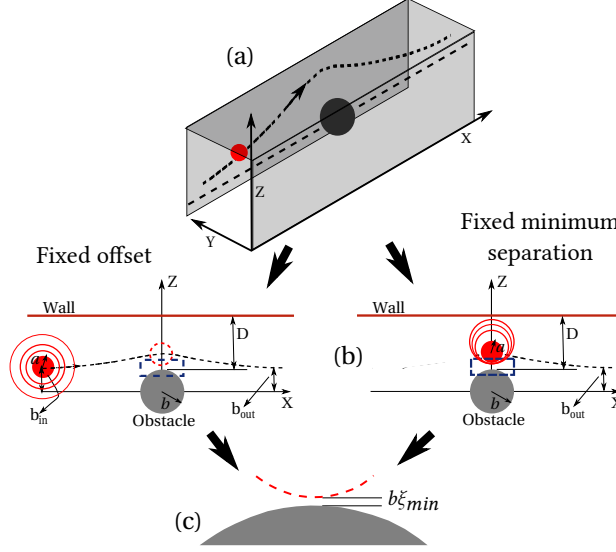 (a)
X
Z
Y
Fixed offset
Fixed minimum
separation
Z
Wall
D
a
b
X
b_in
b_out
Obstacle
(b)
Z
Wall
D
a
b
X
b_out
Obstacle
bξ_min
(c)